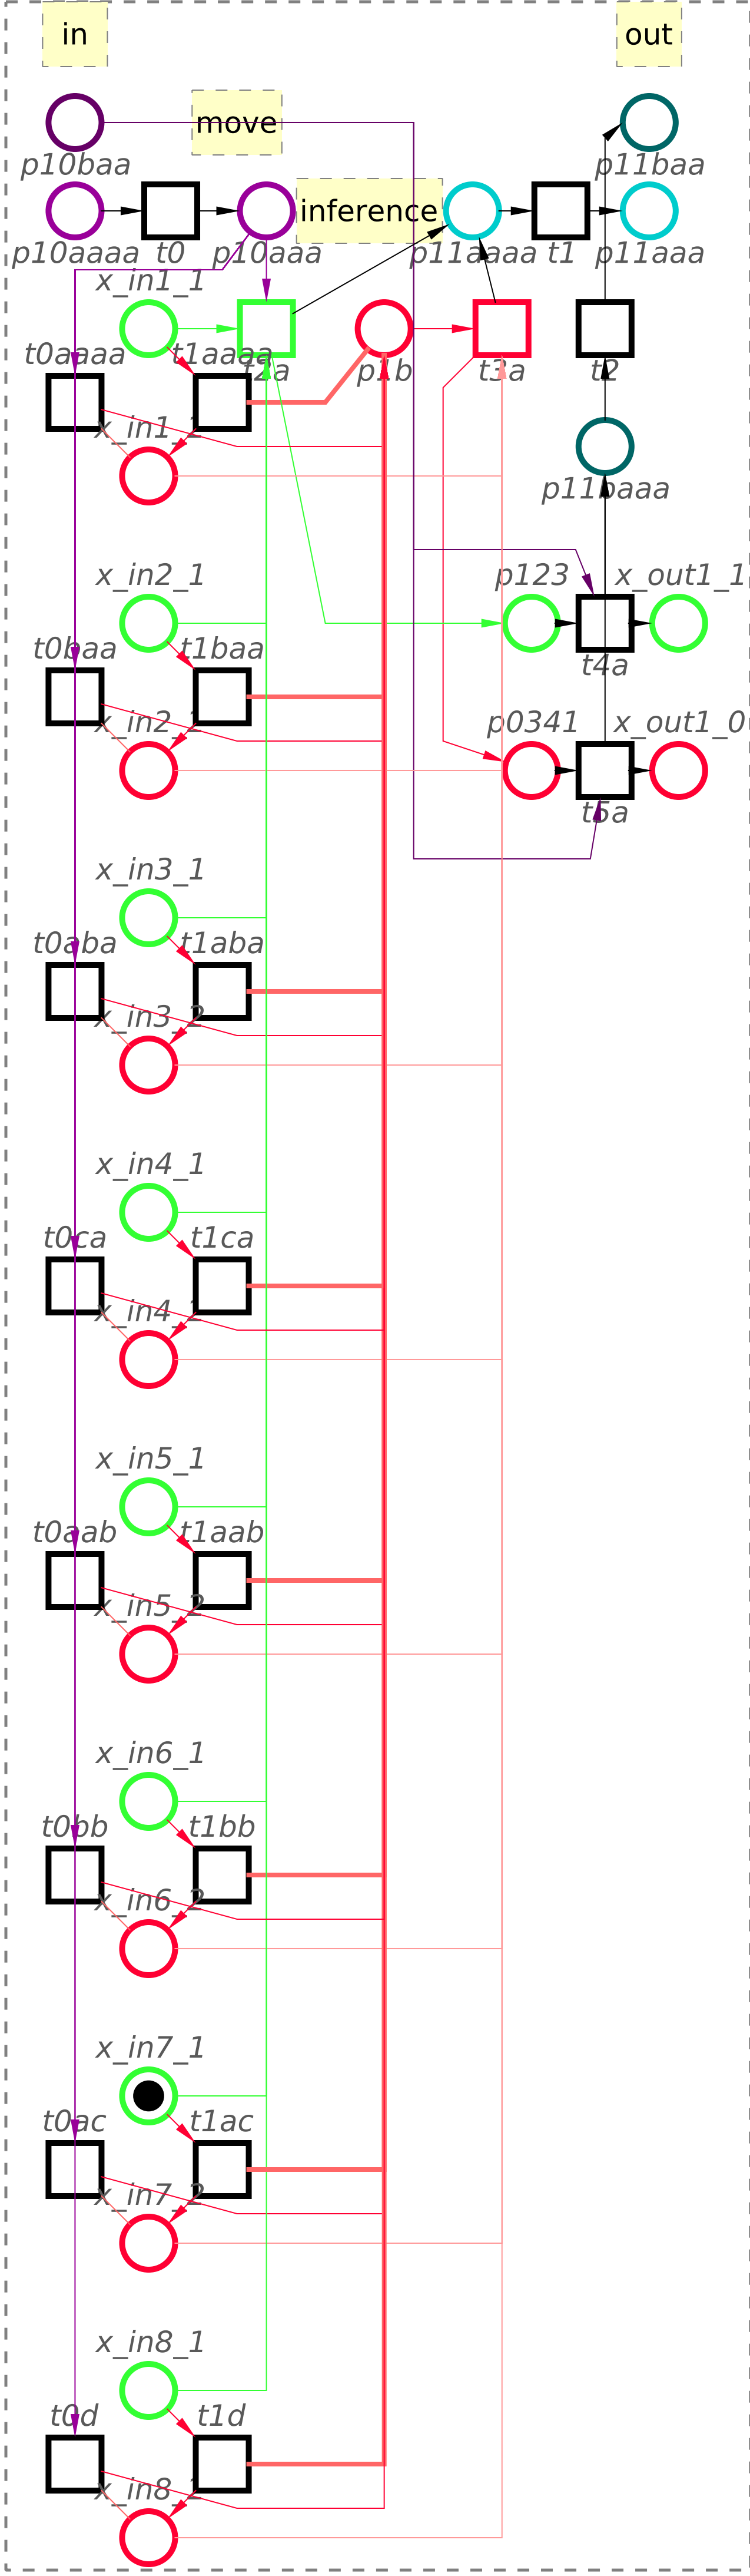 in
out
move
p10baa
p11baa
inference
p10aaaa
t0
p10aaa
p11aaaa
t1
p11aaa
x_in1_1
t0aaaa
t1aaaa
t2a
p1b
t3a
t2
x_in1_2
p11baaa
x_in2_1
p123
x_out1_1
t0baa
t1baa
t4a
x_in2_2
p0341
x_out1_0
t5a
x_in3_1
t0aba
t1aba
x_in3_2
x_in4_1
t0ca
t1ca
x_in4_2
x_in5_1
t0aab
t1aab
x_in5_2
x_in6_1
t0bb
t1bb
x_in6_2
x_in7_1
t0ac
t1ac
x_in7_2
x_in8_1
t0d
t1d
x_in8_2